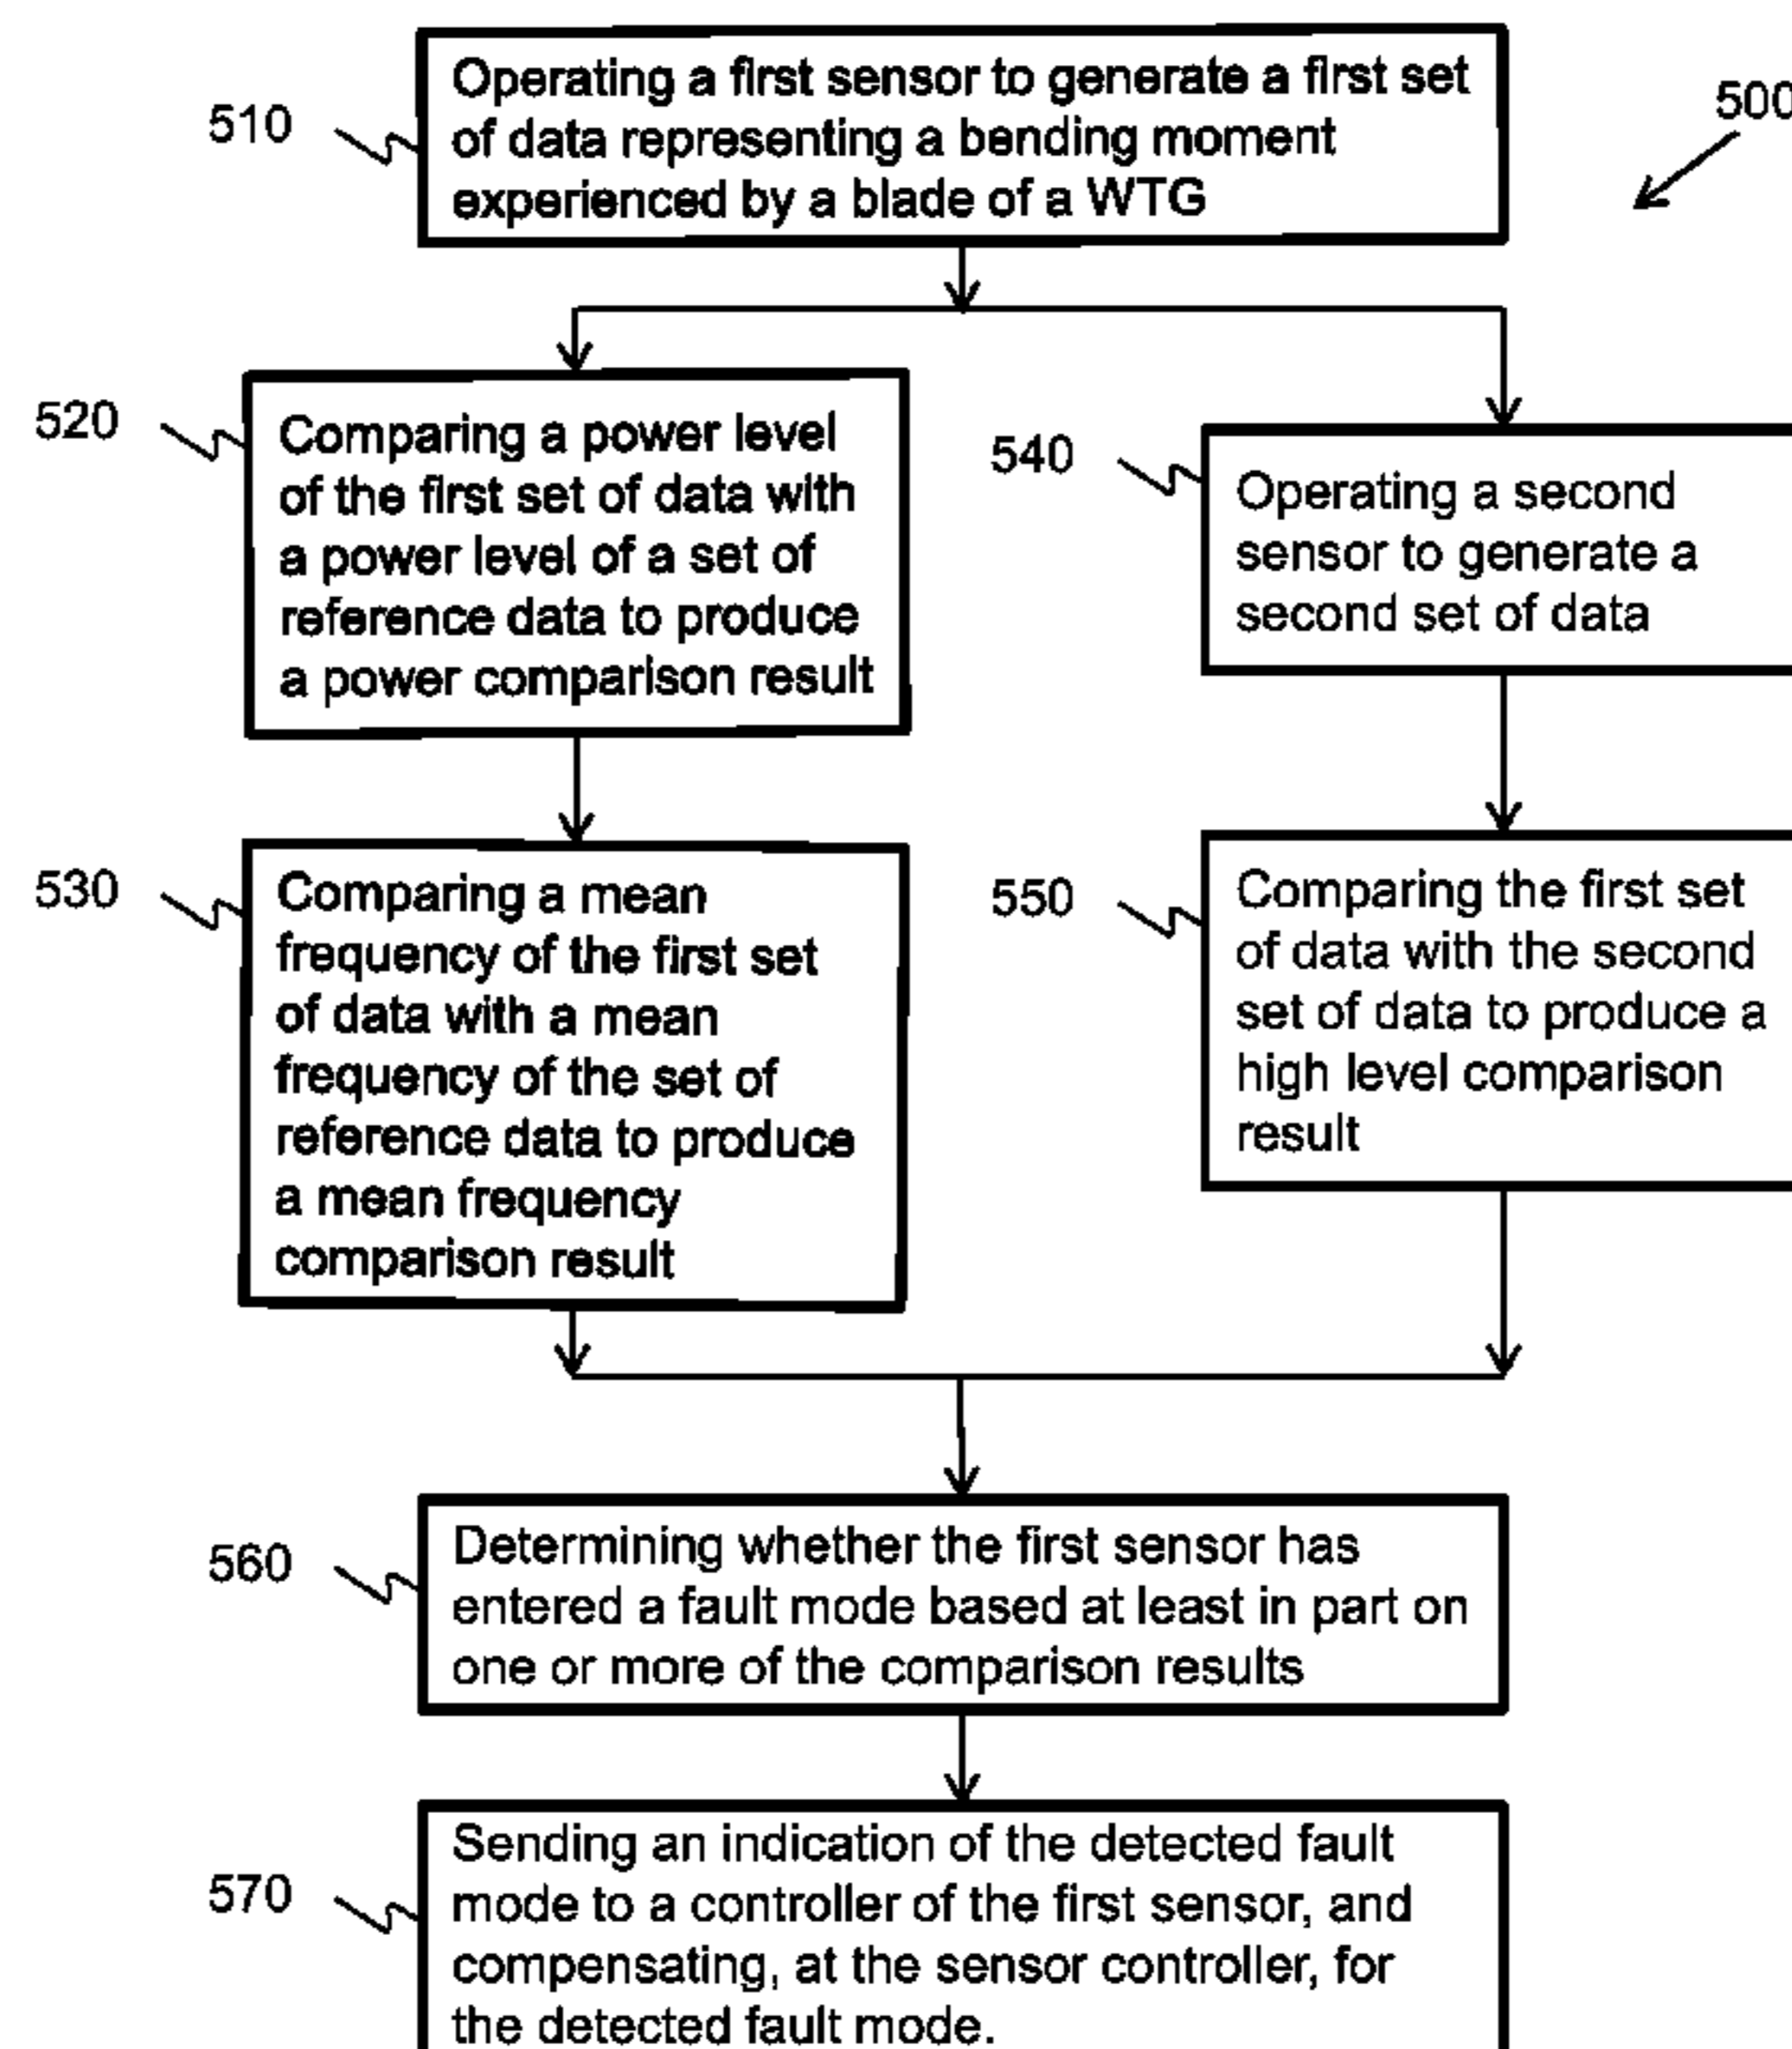 500
510
Operating a first sensor to generate a first set
of data representing a bending moment
experienced by a blade of a WTG
520
Comparing a power level
of the first set of data with
a power level of a set of
reference data to produce
a power comparison result
540
Operating a second
sensor to generate a
second set of data
530
Comparing a mean
frequency of the first set
of data with a mean
frequency of the set of
reference data to produce
a mean frequency
comparison result
550
Comparing the first set
of data with the second
set of data to produce a
high level comparison
result
560
Determining whether the first sensor has
entered a fault mode based at least in part on
one or more of the comparison results
570
Sending an indication of the detected fault
mode to a controller of the first sensor, and
compensating, at the sensor controller, for
the detected fault mode.